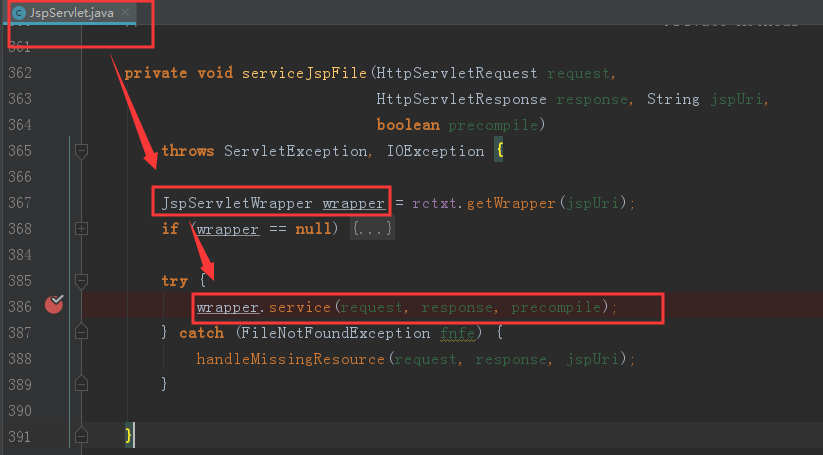 JspServlet.java ×
361
362 private void serviceJspFile(HttpServletRequest request,
363 HttpServletResponse response, String jspUri,
364 boolean precompile)
365 throws ServletException, IOException {
366
367 JspServletWrapper wrapper = rctxt.getWrapper(jspUri);
368 if (wrapper == null) {...}
384
385 try {
386 wrapper.service(request, response, precompile);
387 } catch (FileNotFoundException fnfe) {
388 handleMissingResource(request, response, jspUri);
389 }
390
391 }